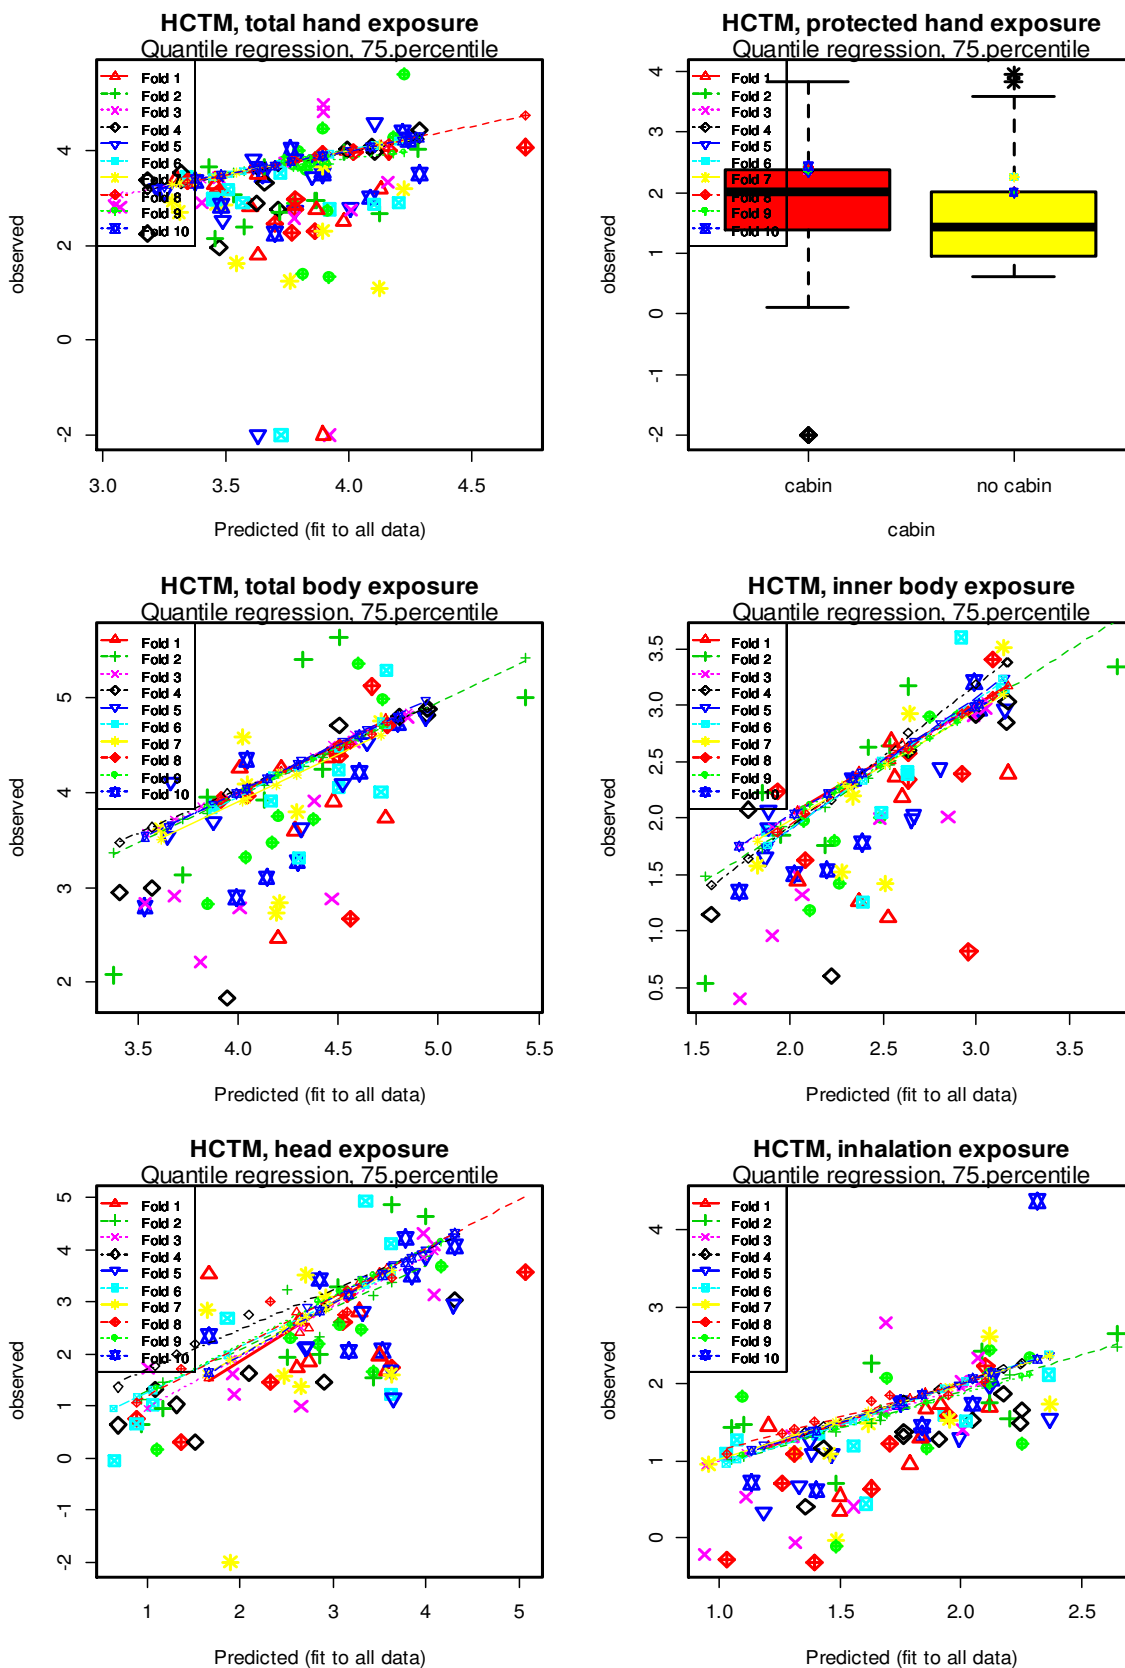 HCTM, total hand exposure
Quantile regression, 75.percentile
Fold 1
Fold 2
Fold 3
Fold 4
Fold 5
Fold 6
Fold 7
Fold 8
Fold 9
Fold 10
observed
4
2
0
-2
3.0 3.5 4.0 4.5
Predicted (fit to all data)
HCTM, protected hand exposure
Quantile regression, 75.percentile
Fold 1
Fold 2
Fold 3
Fold 4
Fold 5
Fold 6
Fold 7
Fold 8
Fold 9
Fold 10
observed
4
3
2
1
0
-1
-2
cabin no cabin
cabin
HCTM, total body exposure
Quantile regression, 75.percentile
Fold 1
Fold 2
Fold 3
Fold 4
Fold 5
Fold 6
Fold 7
Fold 8
Fold 9
Fold 10
observed
5
4
3
2
3.5 4.0 4.5 5.0 5.5
Predicted (fit to all data)
HCTM, inner body exposure
Quantile regression, 75.percentile
Fold 1
Fold 2
Fold 3
Fold 4
Fold 5
Fold 6
Fold 7
Fold 8
Fold 9
Fold 10
observed
3.5
3.0
2.5
2.0
1.5
1.0
0.5
1.5 2.0 2.5 3.0 3.5
Predicted (fit to all data)
HCTM, head exposure
Quantile regression, 75.percentile
Fold 1
Fold 2
Fold 3
Fold 4
Fold 5
Fold 6
Fold 7
Fold 8
Fold 9
Fold 10
observed
5
4
3
2
1
0
-1
-2
1 2 3 4 5
Predicted (fit to all data)
HCTM, inhalation exposure
Quantile regression, 75.percentile
Fold 1
Fold 2
Fold 3
Fold 4
Fold 5
Fold 6
Fold 7
Fold 8
Fold 9
Fold 10
observed
4
3
2
1
0
1.0 1.5 2.0 2.5
Predicted (fit to all data)